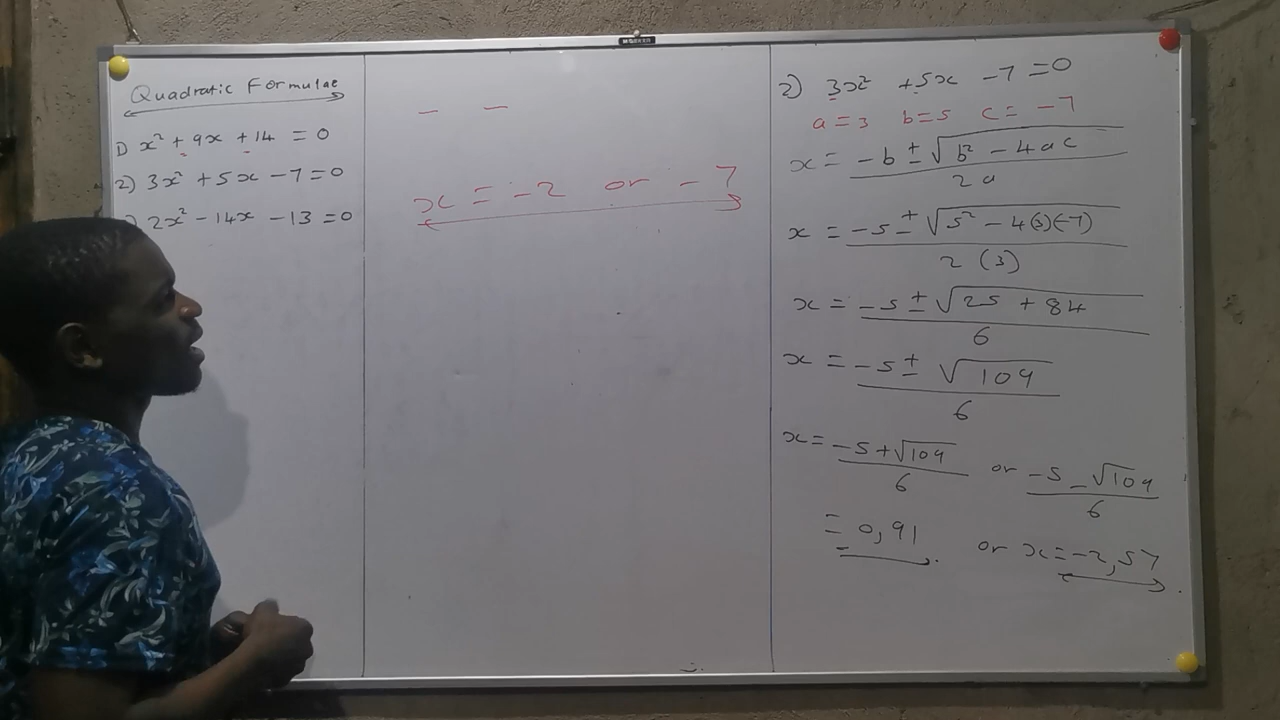 Quadratic Formulae
1) x² + 9x + 14 = 0
2) 3x² + 5x - 7 = 0
) 2x² - 14x - 13 = 0
- -
x = -2 or -7
2) 3x² + 5x - 7 = 0
a = 3 b = 5 c = -7
x = -b ± √b² - 4ac
2a
x = -5 ± √5² - 4(3)(-7)
2 (3)
x = -5 ± √25 + 84
6
x = -5 ± √109
6
x = -5 + √109 or -5 - √109
6 6
= 0,91 or x = -2,57